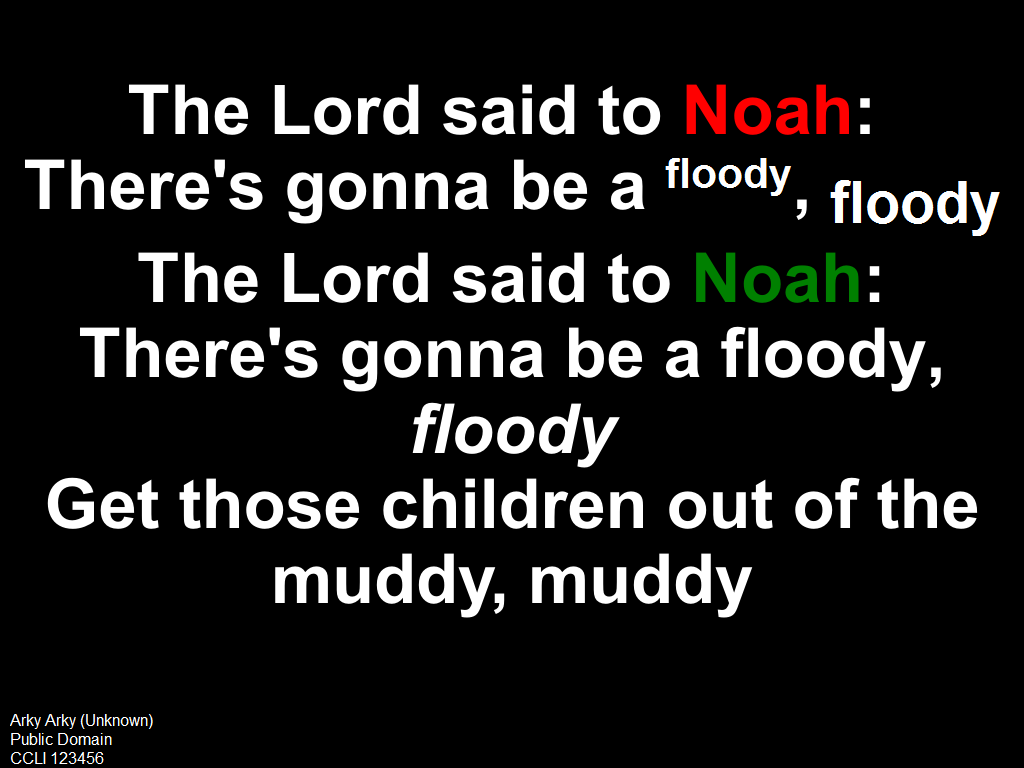 The Lord said to Noah:
There's gonna be a floody, floody
The Lord said to Noah:
There's gonna be a floody,
floody
Get those children out of the
muddy, muddy
Arky Arky (Unknown)
Public Domain
CCLI 123456